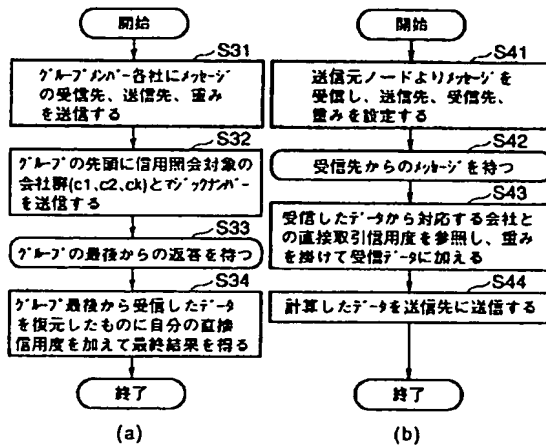 開始
S31
グループメンバー各社にメッセージ
の受信先、送信先、重み
を送信する
S32
グループの先頭に信用照会対象の
会社群(c1、c2、ck)とマジックナンバー
を送信する
S33
グループの最後からの返答を待つ
S34
グループ最後から受信したデータ
を復元したものに自分の直接
信用度を加えて最終結果を得る
終了
(a)
開始
S41
送信元ノードよりメッセージを
受信し、送信先、受信先、
重みを設定する
S42
受信先からのメッセージを待つ
S43
受信したデータから対応する会社と
の直接取引信用度を参照し、重み
を掛けて受信データに加える
S44
計算したデータを送信先に送信する
終了
(b)